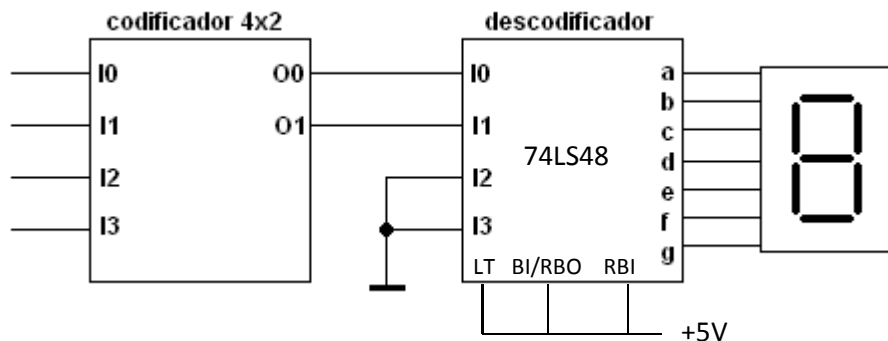 codificador 4x2
descodificador
I0 O0
I1 O1
I2
I3
I0 a
I1 b
c
I2 d
e
I3 f
g
74LS48
LT BI/RBO RBI
+5V